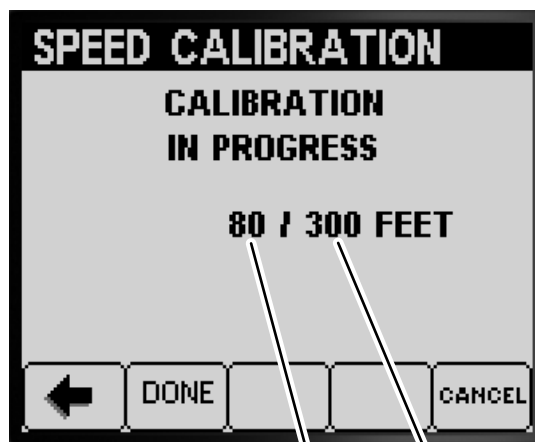 SPEED CALIBRATION
CALIBRATION
IN PROGRESS
80 / 300 FEET
DONE
CANCEL